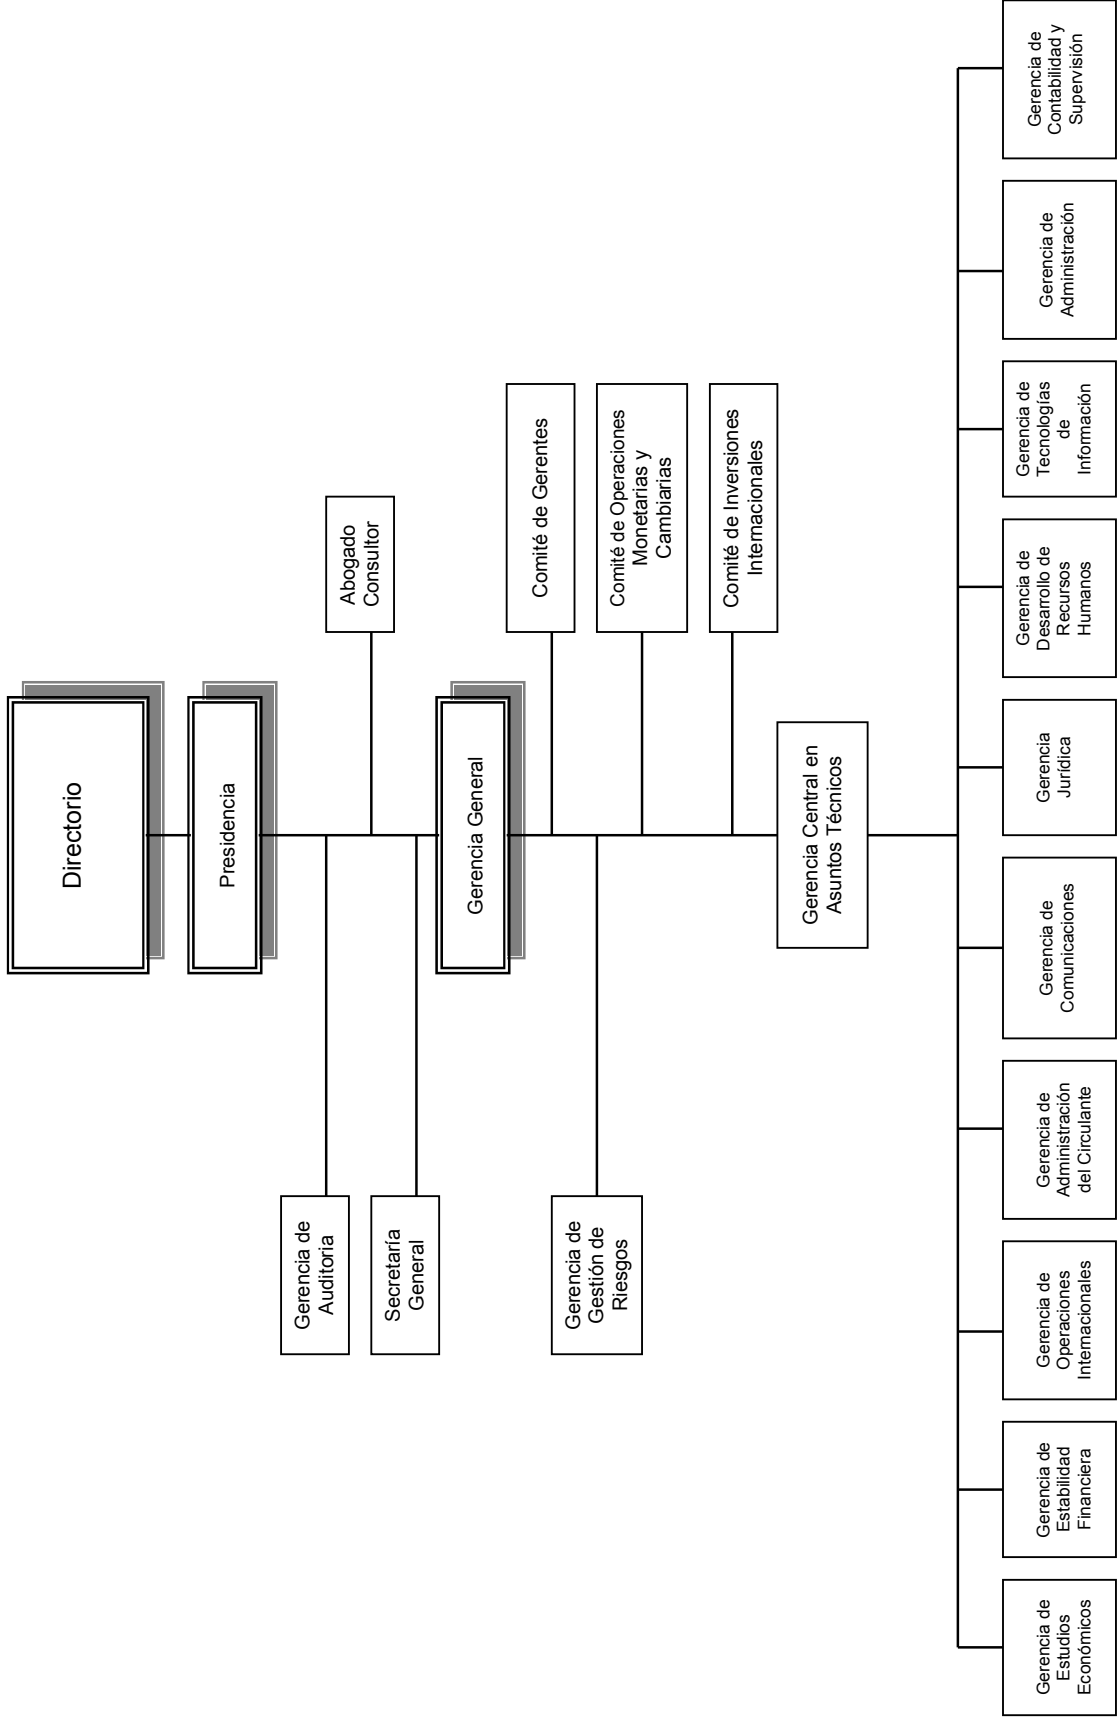 Directorio
Presidencia
Gerencia de
Auditoria
Abogado
Consultor
Secretaría
General
Gerencia General
Comité de Gerentes
Gerencia de
Gestión de
Riesgos
Comité de Operaciones
Monetarias y
Cambiarias
Comité de Inversiones
Internacionales
Gerencia Central en
Asuntos Técnicos
Gerencia de
Estudios
Económicos
Gerencia de
Estabilidad
Financiera
Gerencia de
Operaciones
Internacionales
Gerencia de
Administración
del Circulante
Gerencia de
Comunicaciones
Gerencia
Jurídica
Gerencia de
Desarrollo de
Recursos
Humanos
Gerencia de
Tecnologías
de
Información
Gerencia de
Administración
Gerencia de
Contabilidad y
Supervisión